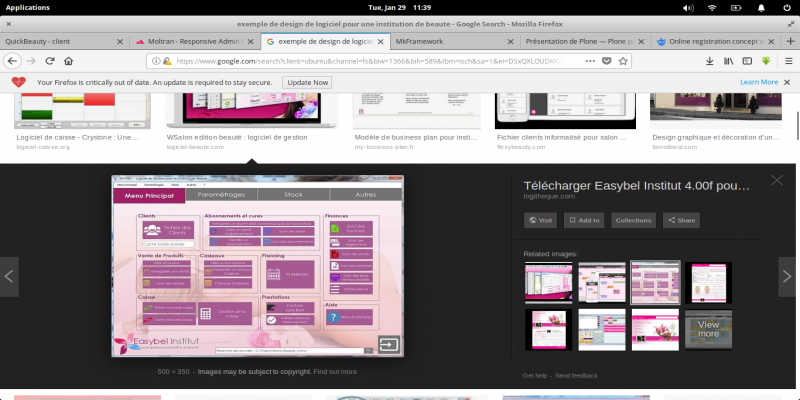 Applications
Tue, Jan 29   11:39
exemple de design de logiciel pour une institution de beaute - Google Search - Mozilla Firefox
QuickBeauty - client
Moltran - Responsive Admin
exemple de design de logiciel
MkFramework
Présentation de Plone — Plone
Online registration concept
https://www.google.com/search?client=ubuntu&channel=fs&biw=1366&bih=589&tbm=isch&sa=1&ei=
Your Firefox is critically out of date. An update is required to stay secure.
Update Now
Learn More
Logiciel de caisse - Crystone : Une ...
logiciel-caisse.org
WSalon edition beauté : logiciel de gestion
logiciel-beaute.com
Modèle de business plan pour insti...
my-business-plan.fr
Fichier clients informatisé pour salon ...
flexybeauty.com
Design graphique et décoration d'un...
Menu Principal
Paramétrages
Stock
Autres
Clients
Fichier des Clients
Carte code-barres
Abonnements et cures
Finances
Vente de Produits
Cadeaux
Planning
PLANNING
Caisse
Gestion de la caisse
Prestations
Aide
Easybel Institut
Télécharger Easybel Institut 4.00f pou…
logitheque.com
Visit
Add to
Collections
Share
Related images:
View more
500 × 350 - Images may be subject to copyright. Find out more
Get help - Send feedback